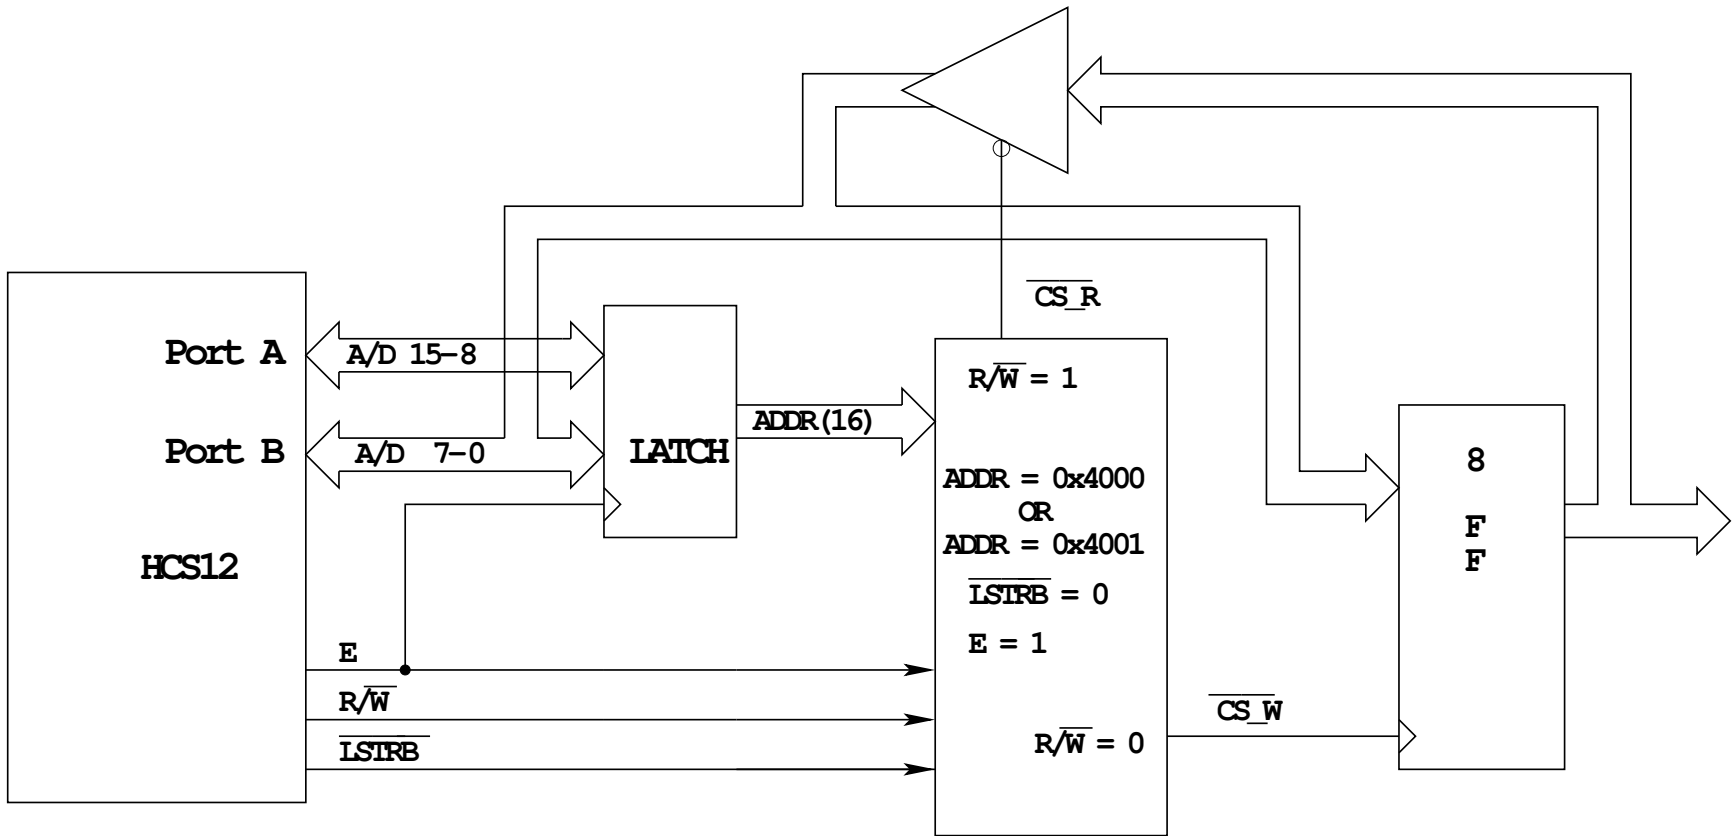 CS_R
Port A
A/D 15-8
R/W = 1
ADDR(16)
Port B
A/D 7-0
LATCH
8
F
F
ADDR = 0x4000
OR
ADDR = 0x4001
HCS12
LSTRB = 0
E = 1
E
R/W
CS_W
LSTRB
R/W = 0